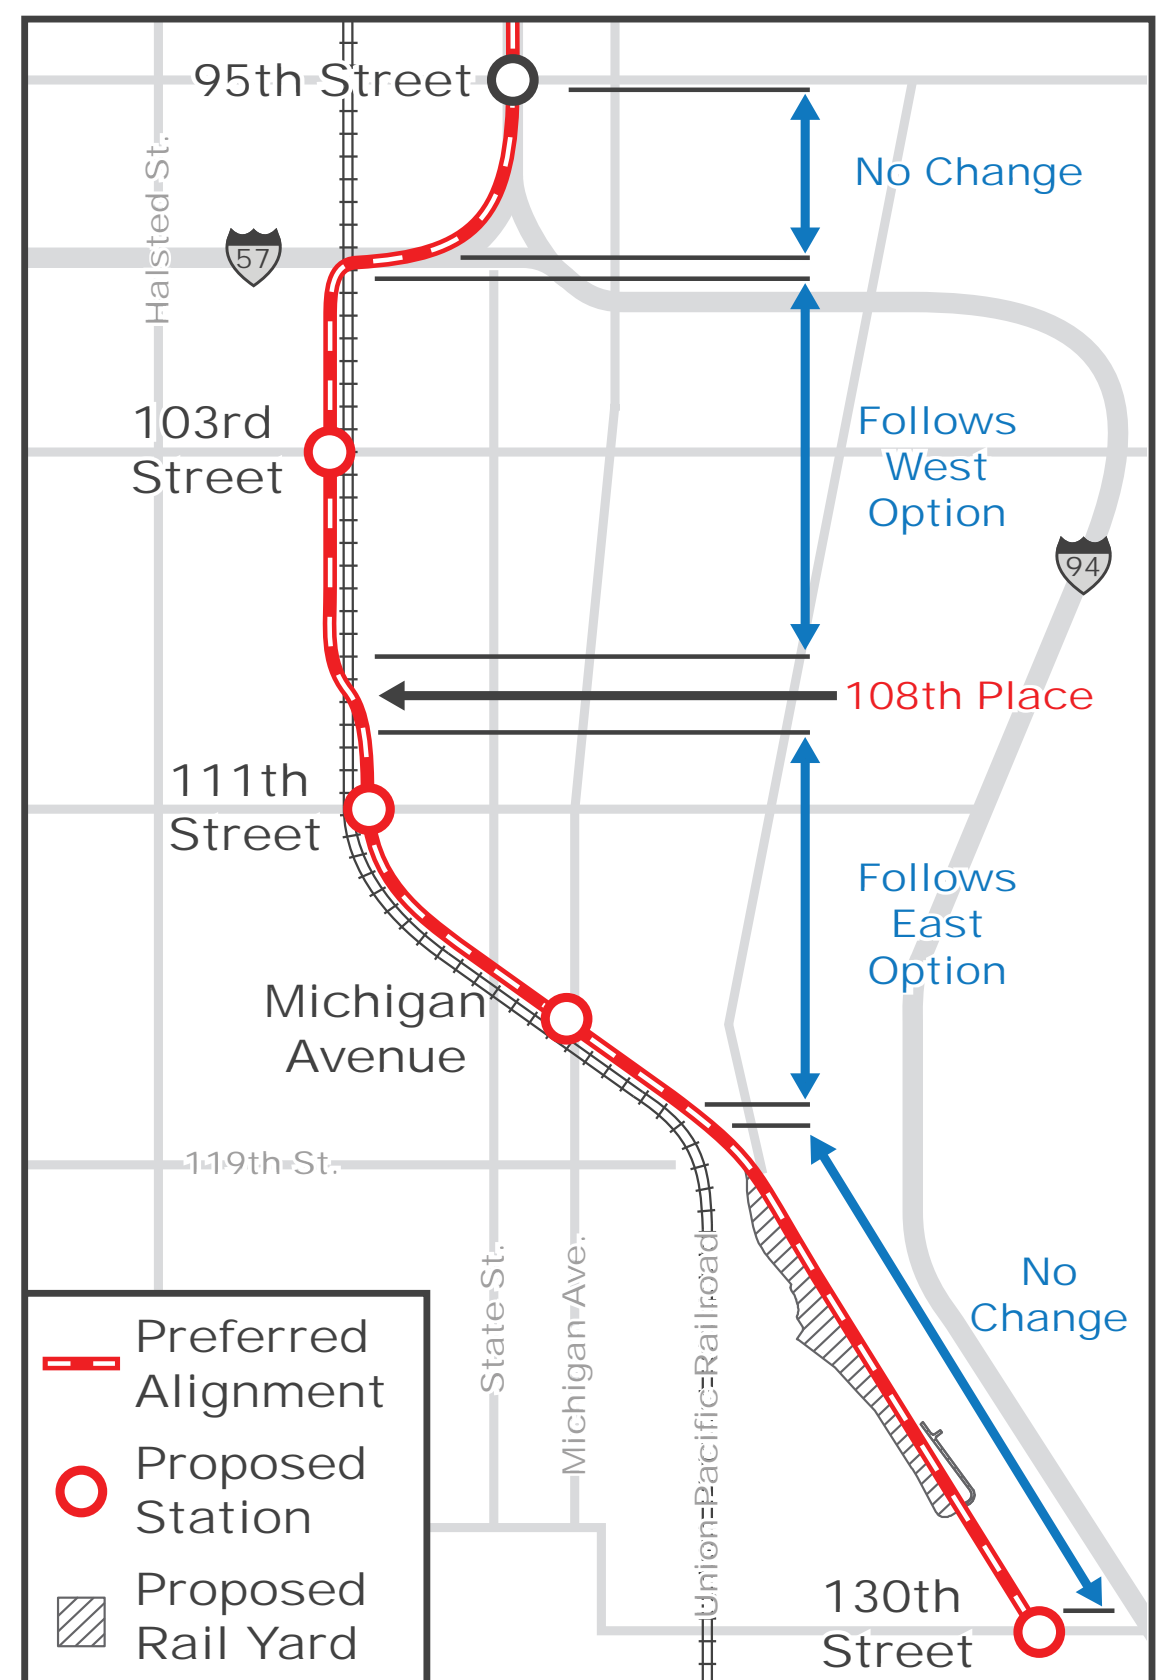 95th Street
No Change
Halsted St.
57
103rd
Street
Follows
West
Option
94
108th Place
111th
Street
Follows
East
Option
Michigan
Avenue
119th St.
State St.
Michigan Ave.
Union Pacific Railroad
No
Change
Preferred
Alignment
Proposed
Station
Proposed
Rail Yard
130th
Street